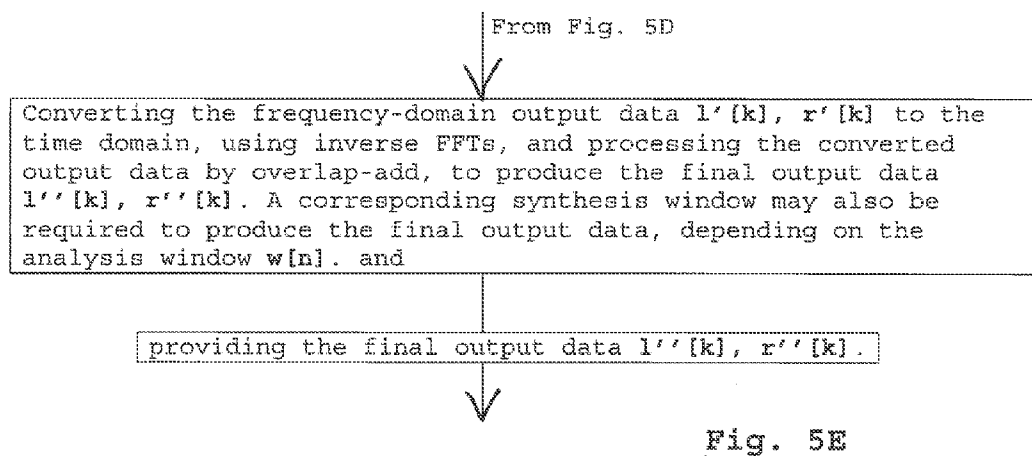 From Fig. 5D
Converting the frequency-domain output data l'[k], r'[k] to the
time domain, using inverse FFTs, and processing the converted
output data by overlap-add, to produce the final output data
l''[k], r''[k]. A corresponding synthesis window may also be
required to produce the final output data, depending on the
analysis window w[n]. and
providing the final output data l''[k], r''[k].
Fig. 5E